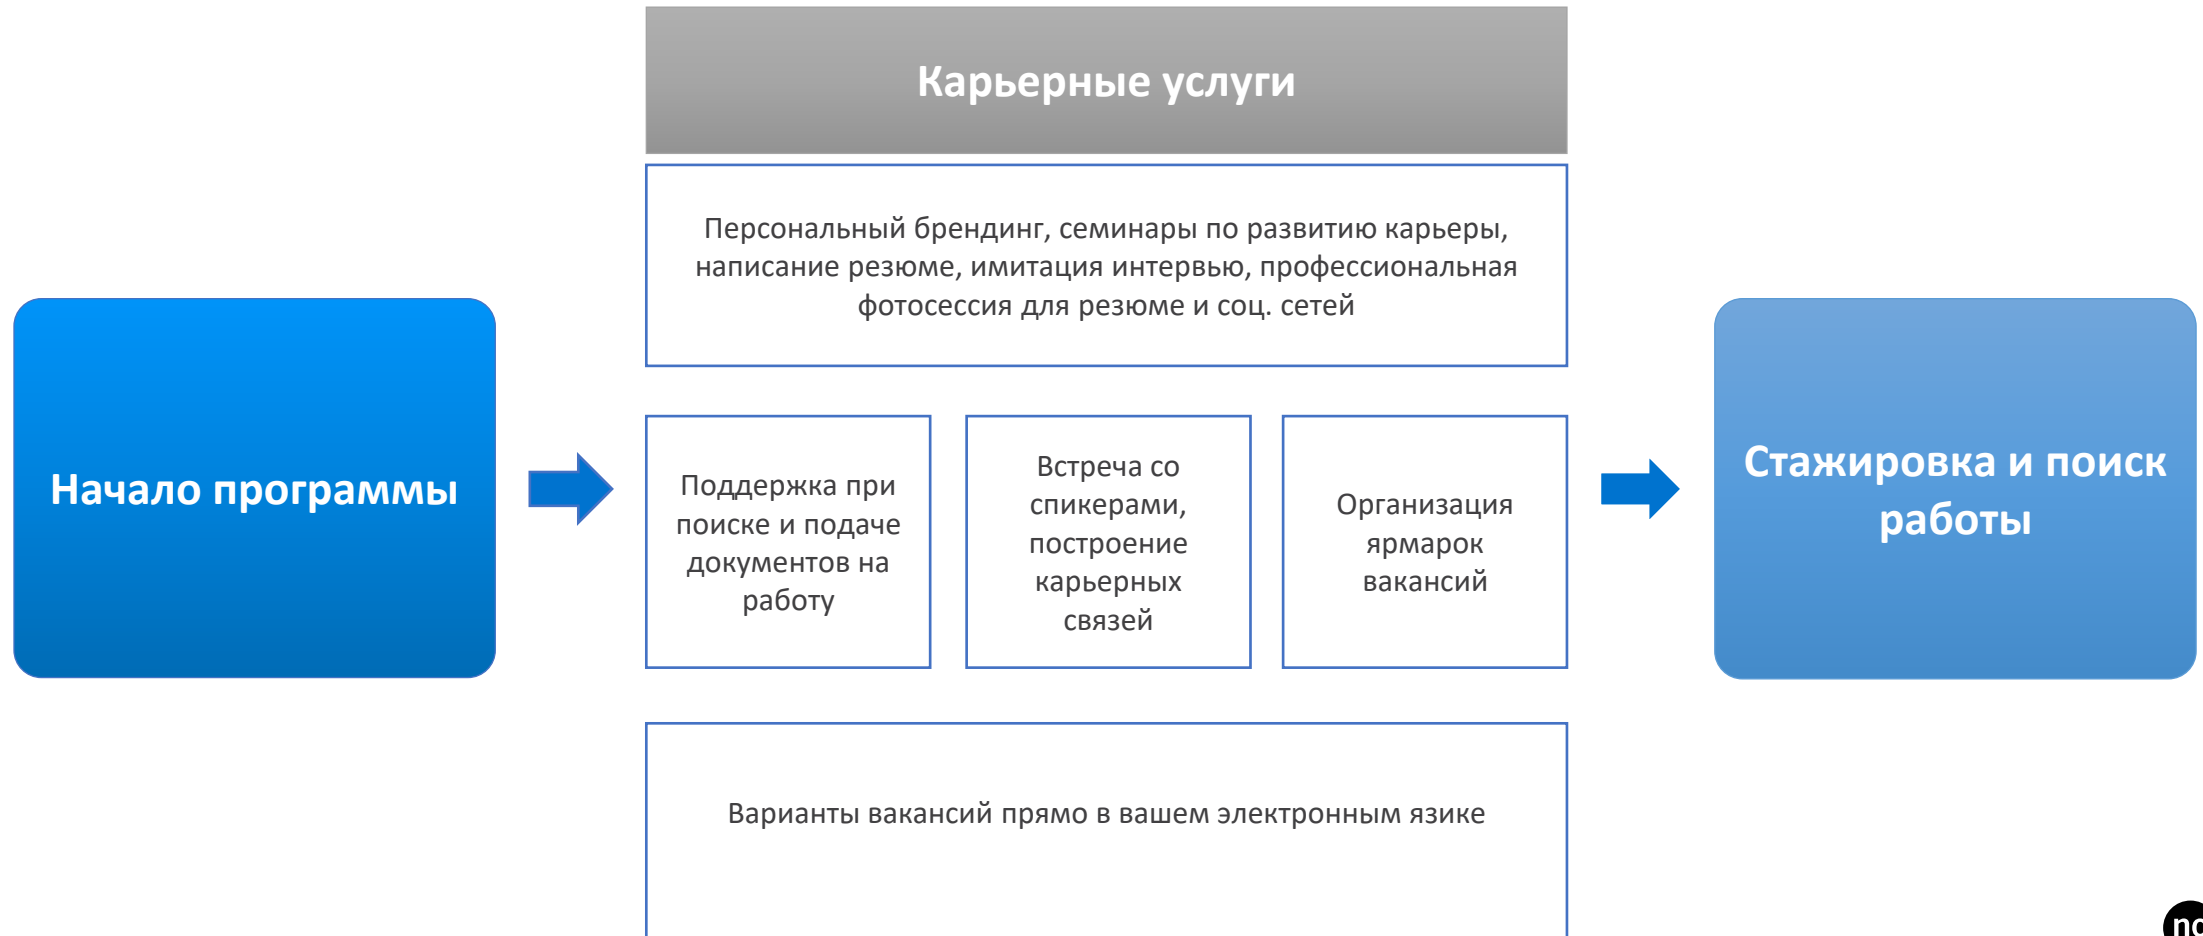 Карьерные услуги
Персональный брендинг, семинары по развитию карьеры,
написание резюме, имитация интервью, профессиональная
фотосессия для резюме и соц. сетей
Начало программы
Поддержка при
поиске и подаче
документов на
работу
Встреча со
спикерами,
построение
карьерных
связей
Организация
ярмарок
вакансий
Стажировка и поиск
работы
Варианты вакансий прямо в вашем электронным язике